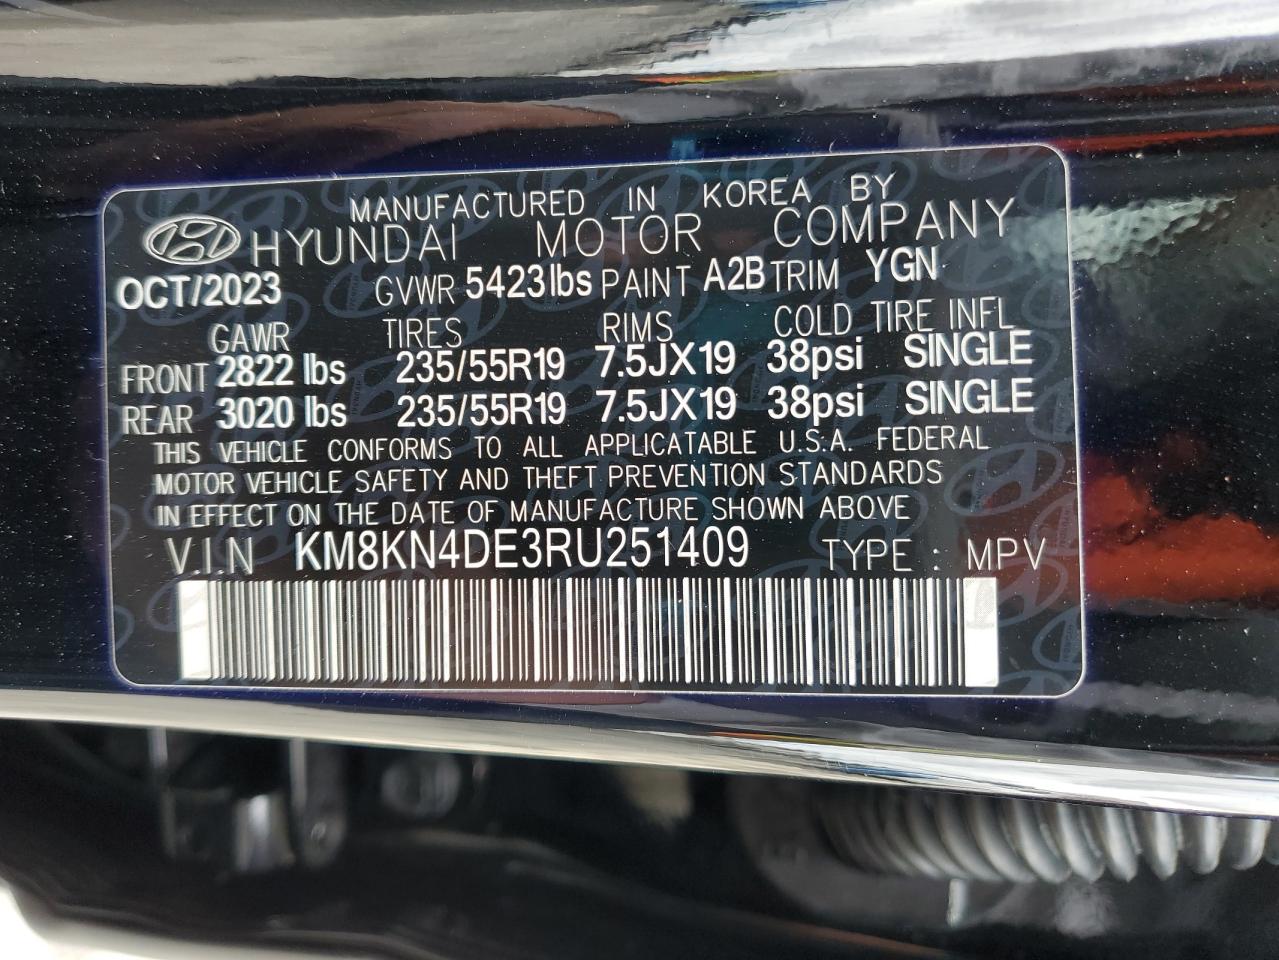 MANUFACTURED IN KOREA BY
HYUNDAI MOTOR COMPANY
OCT/2023 GVWR 5423lbs PAINT A2B TRIM YGN
GAWR TIRES RIMS COLD TIRE INFL
FRONT 2822 lbs 235/55R19 7.5JX19 38psi SINGLE
REAR 3020 lbs 235/55R19 7.5JX19 38psi SINGLE
THIS VEHICLE CONFORMS TO ALL APPLICATABLE U.S.A. FEDERAL
MOTOR VEHICLE SAFETY AND THEFT PREVENTION STANDARDS
IN EFFECT ON THE DATE OF MANUFACTURE SHOWN ABOVE
V.I.N KM8KN4DE3RU251409 TYPE : MPV